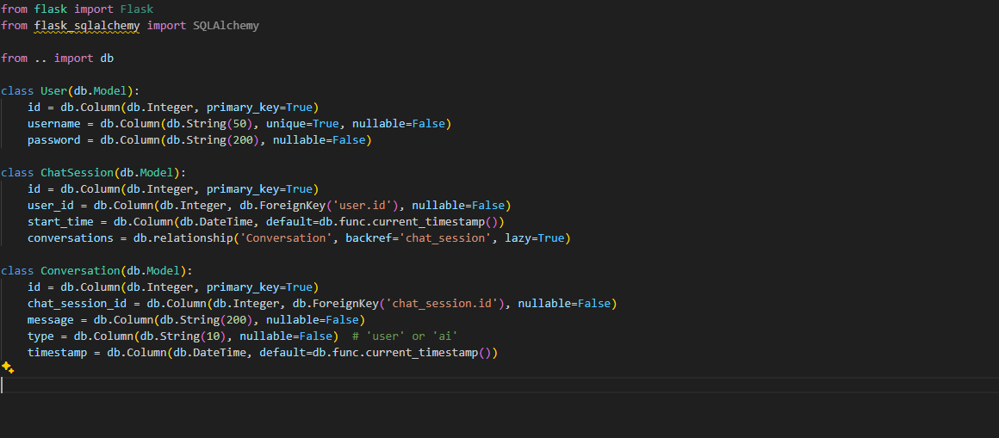 from flask import Flask
from flask_sqlalchemy import SQLAlchemy
from .. import db
class User(db.Model):
    id = db.Column(db.Integer, primary_key=True)
    username = db.Column(db.String(50), unique=True, nullable=False)
    password = db.Column(db.String(200), nullable=False)
class ChatSession(db.Model):
    id = db.Column(db.Integer, primary_key=True)
    user_id = db.Column(db.Integer, db.ForeignKey('user.id'), nullable=False)
    start_time = db.Column(db.DateTime, default=db.func.current_timestamp())
    conversations = db.relationship('Conversation', backref='chat_session', lazy=True)
class Conversation(db.Model):
    id = db.Column(db.Integer, primary_key=True)
    chat_session_id = db.Column(db.Integer, db.ForeignKey('chat_session.id'), nullable=False)
    message = db.Column(db.String(200), nullable=False)
    type = db.Column(db.String(10), nullable=False)  # 'user' or 'ai'
    timestamp = db.Column(db.DateTime, default=db.func.current_timestamp())